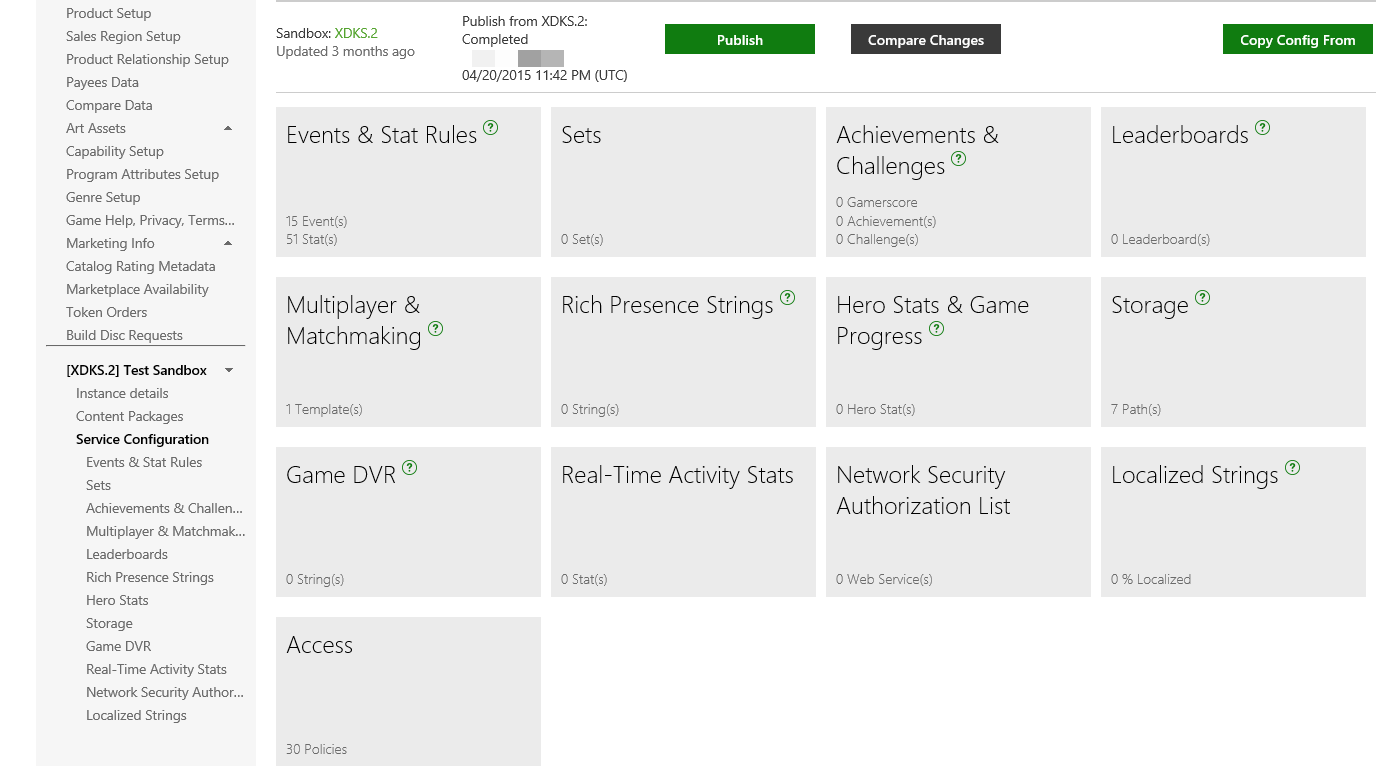 Product Setup
Sales Region Setup
Product Relationship Setup
Payees Data
Compare Data
Art Assets
Capability Setup
Program Attributes Setup
Genre Setup
Game Help, Privacy, Terms...
Marketing Info
Catalog Rating Metadata
Marketplace Availability
Token Orders
Build Disc Requests
[XDKS.2] Test Sandbox
Instance details
Content Packages
Service Configuration
Events & Stat Rules
Sets
Achievements & Challen...
Multiplayer & Matchmak...
Leaderboards
Rich Presence Strings
Hero Stats
Storage
Game DVR
Real-Time Activity Stats
Network Security Author...
Localized Strings
Sandbox: XDKS.2
Updated 3 months ago
Publish from XDKS.2:
Completed
04/20/2015 11:42 PM (UTC)
Publish
Compare Changes
Copy Config From
Events & Stat Rules ?
15 Event(s)
51 Stat(s)
Sets
0 Set(s)
Achievements &
Challenges ?
0 Gamerscore
0 Achievement(s)
0 Challenge(s)
Leaderboards ?
0 Leaderboard(s)
Multiplayer &
Matchmaking ?
1 Template(s)
Rich Presence Strings ?
0 String(s)
Hero Stats & Game
Progress ?
0 Hero Stat(s)
Storage ?
7 Path(s)
Game DVR ?
0 String(s)
Real-Time Activity Stats
0 Stat(s)
Network Security
Authorization List
0 Web Service(s)
Localized Strings ?
0 % Localized
Access
30 Policies